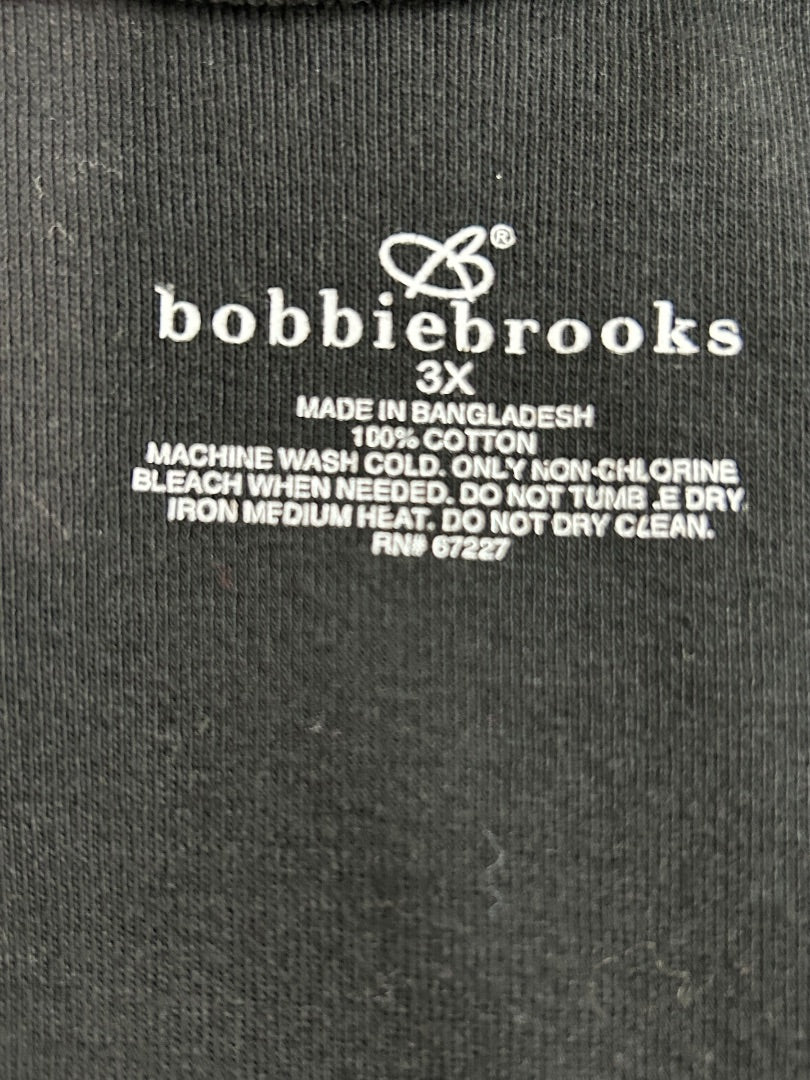 B®
bobbiebrooks
3X
MADE IN BANGLADESH
100% COTTON
MACHINE WASH COLD. ONLY NON-CHLORINE
BLEACH WHEN NEEDED. DO NOT TUMBLE DRY.
IRON MEDIUM HEAT. DO NOT DRY CLEAN.
RN# 67227